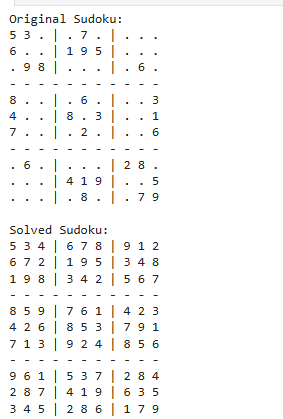 Original Sudoku:
5 3 . | . 7 . | . . .
6 . . | 1 9 5 | . . .
. 9 8 | . . . | . 6 .
- - - - - - - - - - -
8 . . | . 6 . | . . 3
4 . . | 8 . 3 | . . 1
7 . . | . 2 . | . . 6
- - - - - - - - - - -
. 6 . | . . . | 2 8 .
. . . | 4 1 9 | . . 5
. . . | . 8 . | . 7 9
Solved Sudoku:
5 3 4 | 6 7 8 | 9 1 2
6 7 2 | 1 9 5 | 3 4 8
1 9 8 | 3 4 2 | 5 6 7
- - - - - - - - - - -
8 5 9 | 7 6 1 | 4 2 3
4 2 6 | 8 5 3 | 7 9 1
7 1 3 | 9 2 4 | 8 5 6
- - - - - - - - - - -
9 6 1 | 5 3 7 | 2 8 4
2 8 7 | 4 1 9 | 6 3 5
3 4 5 | 2 8 6 | 1 7 9